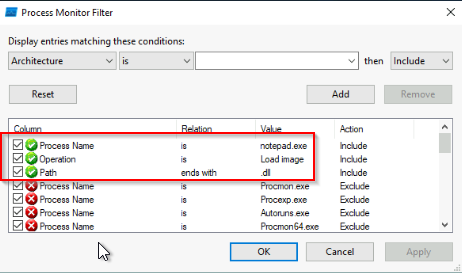 Process Monitor Filter
Display entries matching these conditions:
Architecture is then Include
Reset Add Remove
Column Relation Value Action
Process Name is notepad.exe Include
Operation is Load image Include
Path ends with .dll Include
Process Name is Procmon.exe Exclude
Process Name is Procexp.exe Exclude
Process Name is Autoruns.exe Exclude
Process Name is Procmon64.exe Exclude
OK Cancel Apply